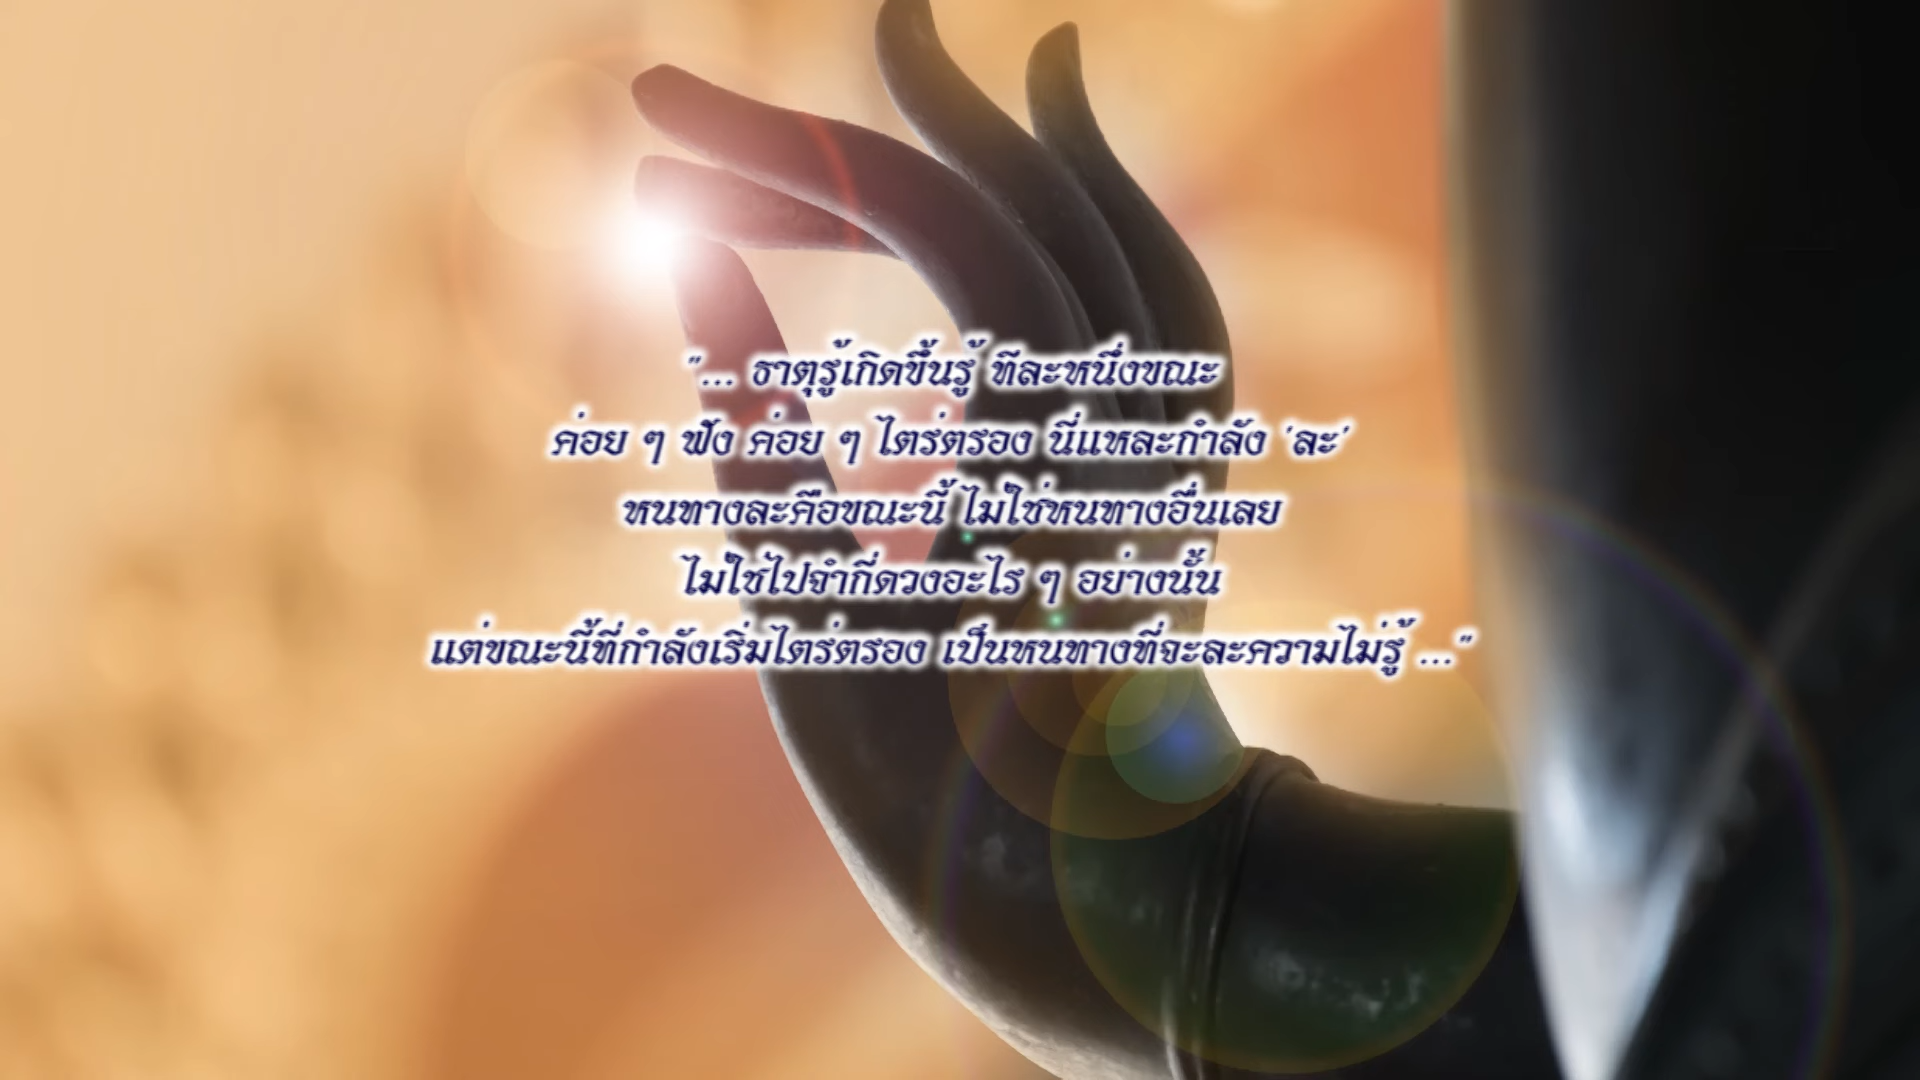 "... ธาตุรู้เกิดขึ้นรู้ ทีละหนึ่งขณะ
ค่อย ๆ ฟัง ค่อย ๆ ไตร่ตรอง นี่แหละกำลัง 'ละ'
หนทางละคือขณะนี้ ไม่ใช่หนทางอื่นเลย
ไม่ใช่ไปจำกี่ดวงอะไร ๆ อย่างนั้น
แต่ขณะนี้ที่กำลังเริ่มไตร่ตรอง เป็นหนทางที่จะละความไม่รู้ ..."